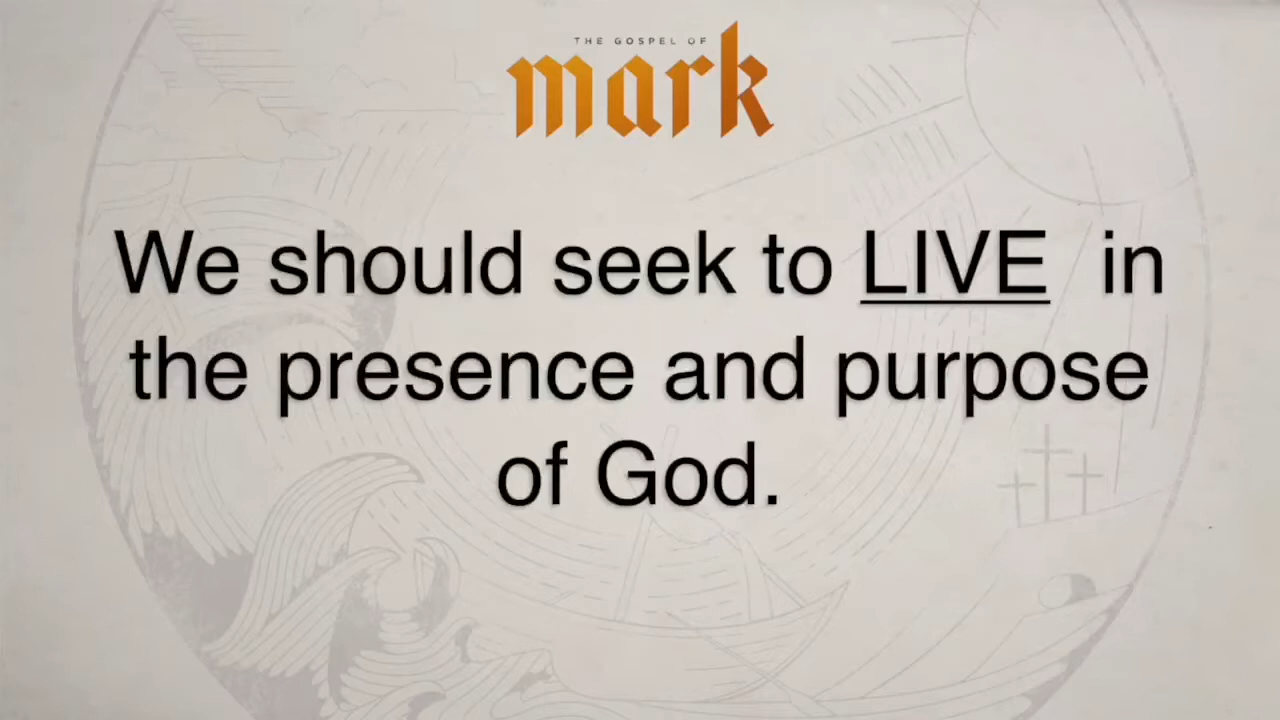 THE GOSPEL OF
mark
We should seek to LIVE in
the presence and purpose
of God.